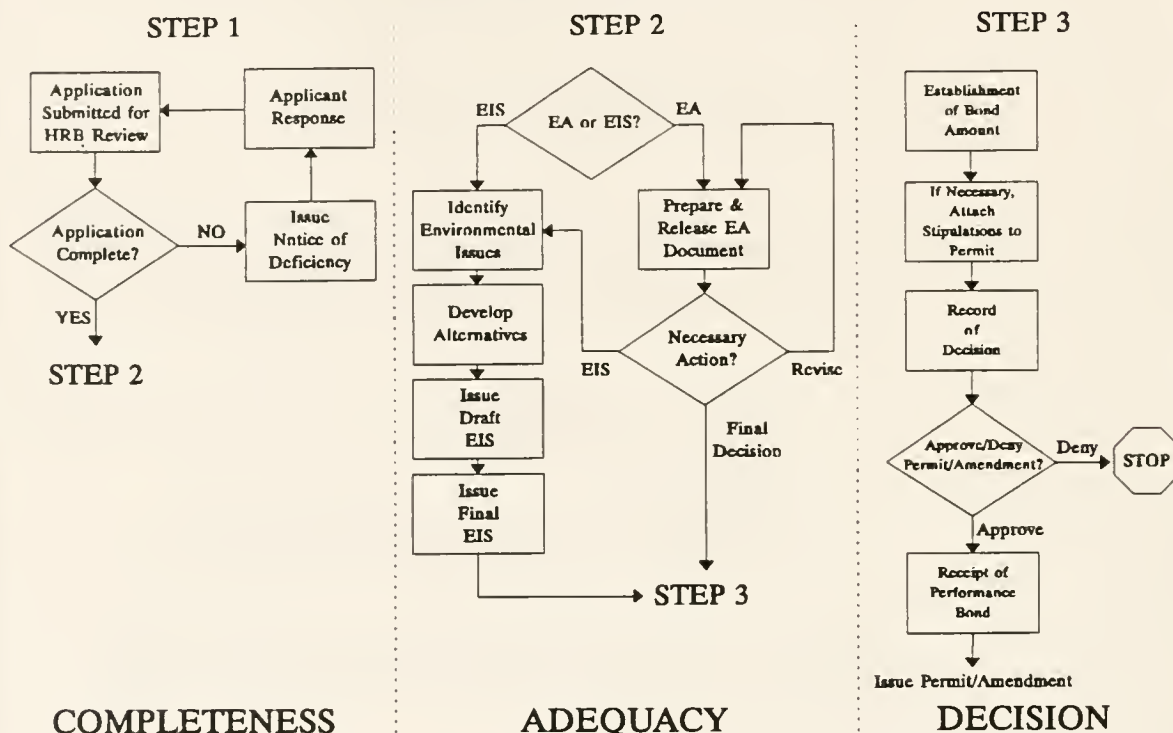 STEP 1
Application
Submitted for
HRB Review
Applicant
Response
Application
Complete?
NO
Issue
Nntice of
Deficiency
YES
STEP 2
COMPLETENESS
STEP 2
EA or EIS?
EIS
EA
Identify
Environmental
Issues
Prepare &
Release EA
Document
Develop
Alternatives
Necessary
Action?
EIS
Revise
Issue
Draft
EIS
Final
Decision
Issue
Final
EIS
STEP 3
ADEQUACY
STEP 3
Establishment
of Bond
Amount
If Necessary,
Attach
Stipulations to
Permit
Record
of
Decision
Approve/Deny
Permit/Amendment?
Deny
STOP
Approve
Receipt of
Performance
Bond
Issue Permit/Amendment
DECISION